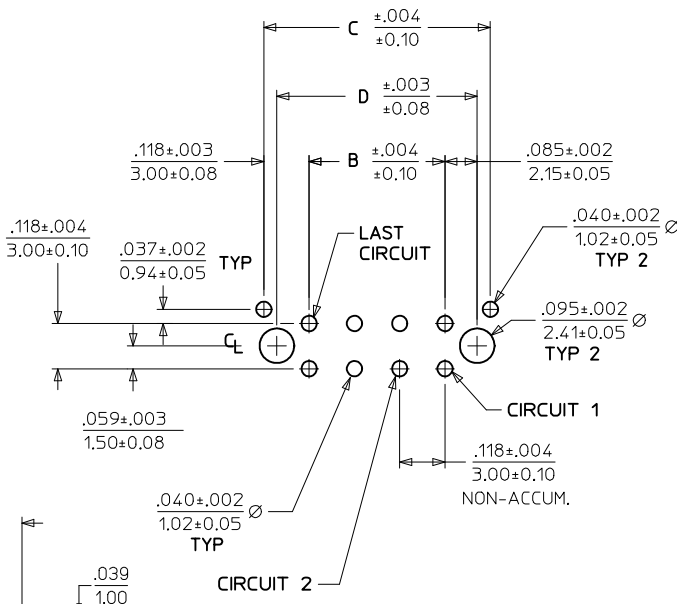 C ±.004
±0.10
D ±.003
±0.08
.118±.003
3.00±0.08
B ±.004
±0.10
.085±.002
2.15±0.05
.118±.004
3.00±0.10
.037±.002
0.94±0.05
TYP
LAST
CIRCUIT
.040±.002
1.02±0.05 Ø
TYP 2
CL
.095±.002
2.41±0.05 Ø
TYP 2
.059±.003
1.50±0.08
CIRCUIT 1
.118±.004
3.00±0.10
NON-ACCUM.
.040±.002
1.02±0.05 Ø
TYP
.039
1.00
CIRCUIT 2